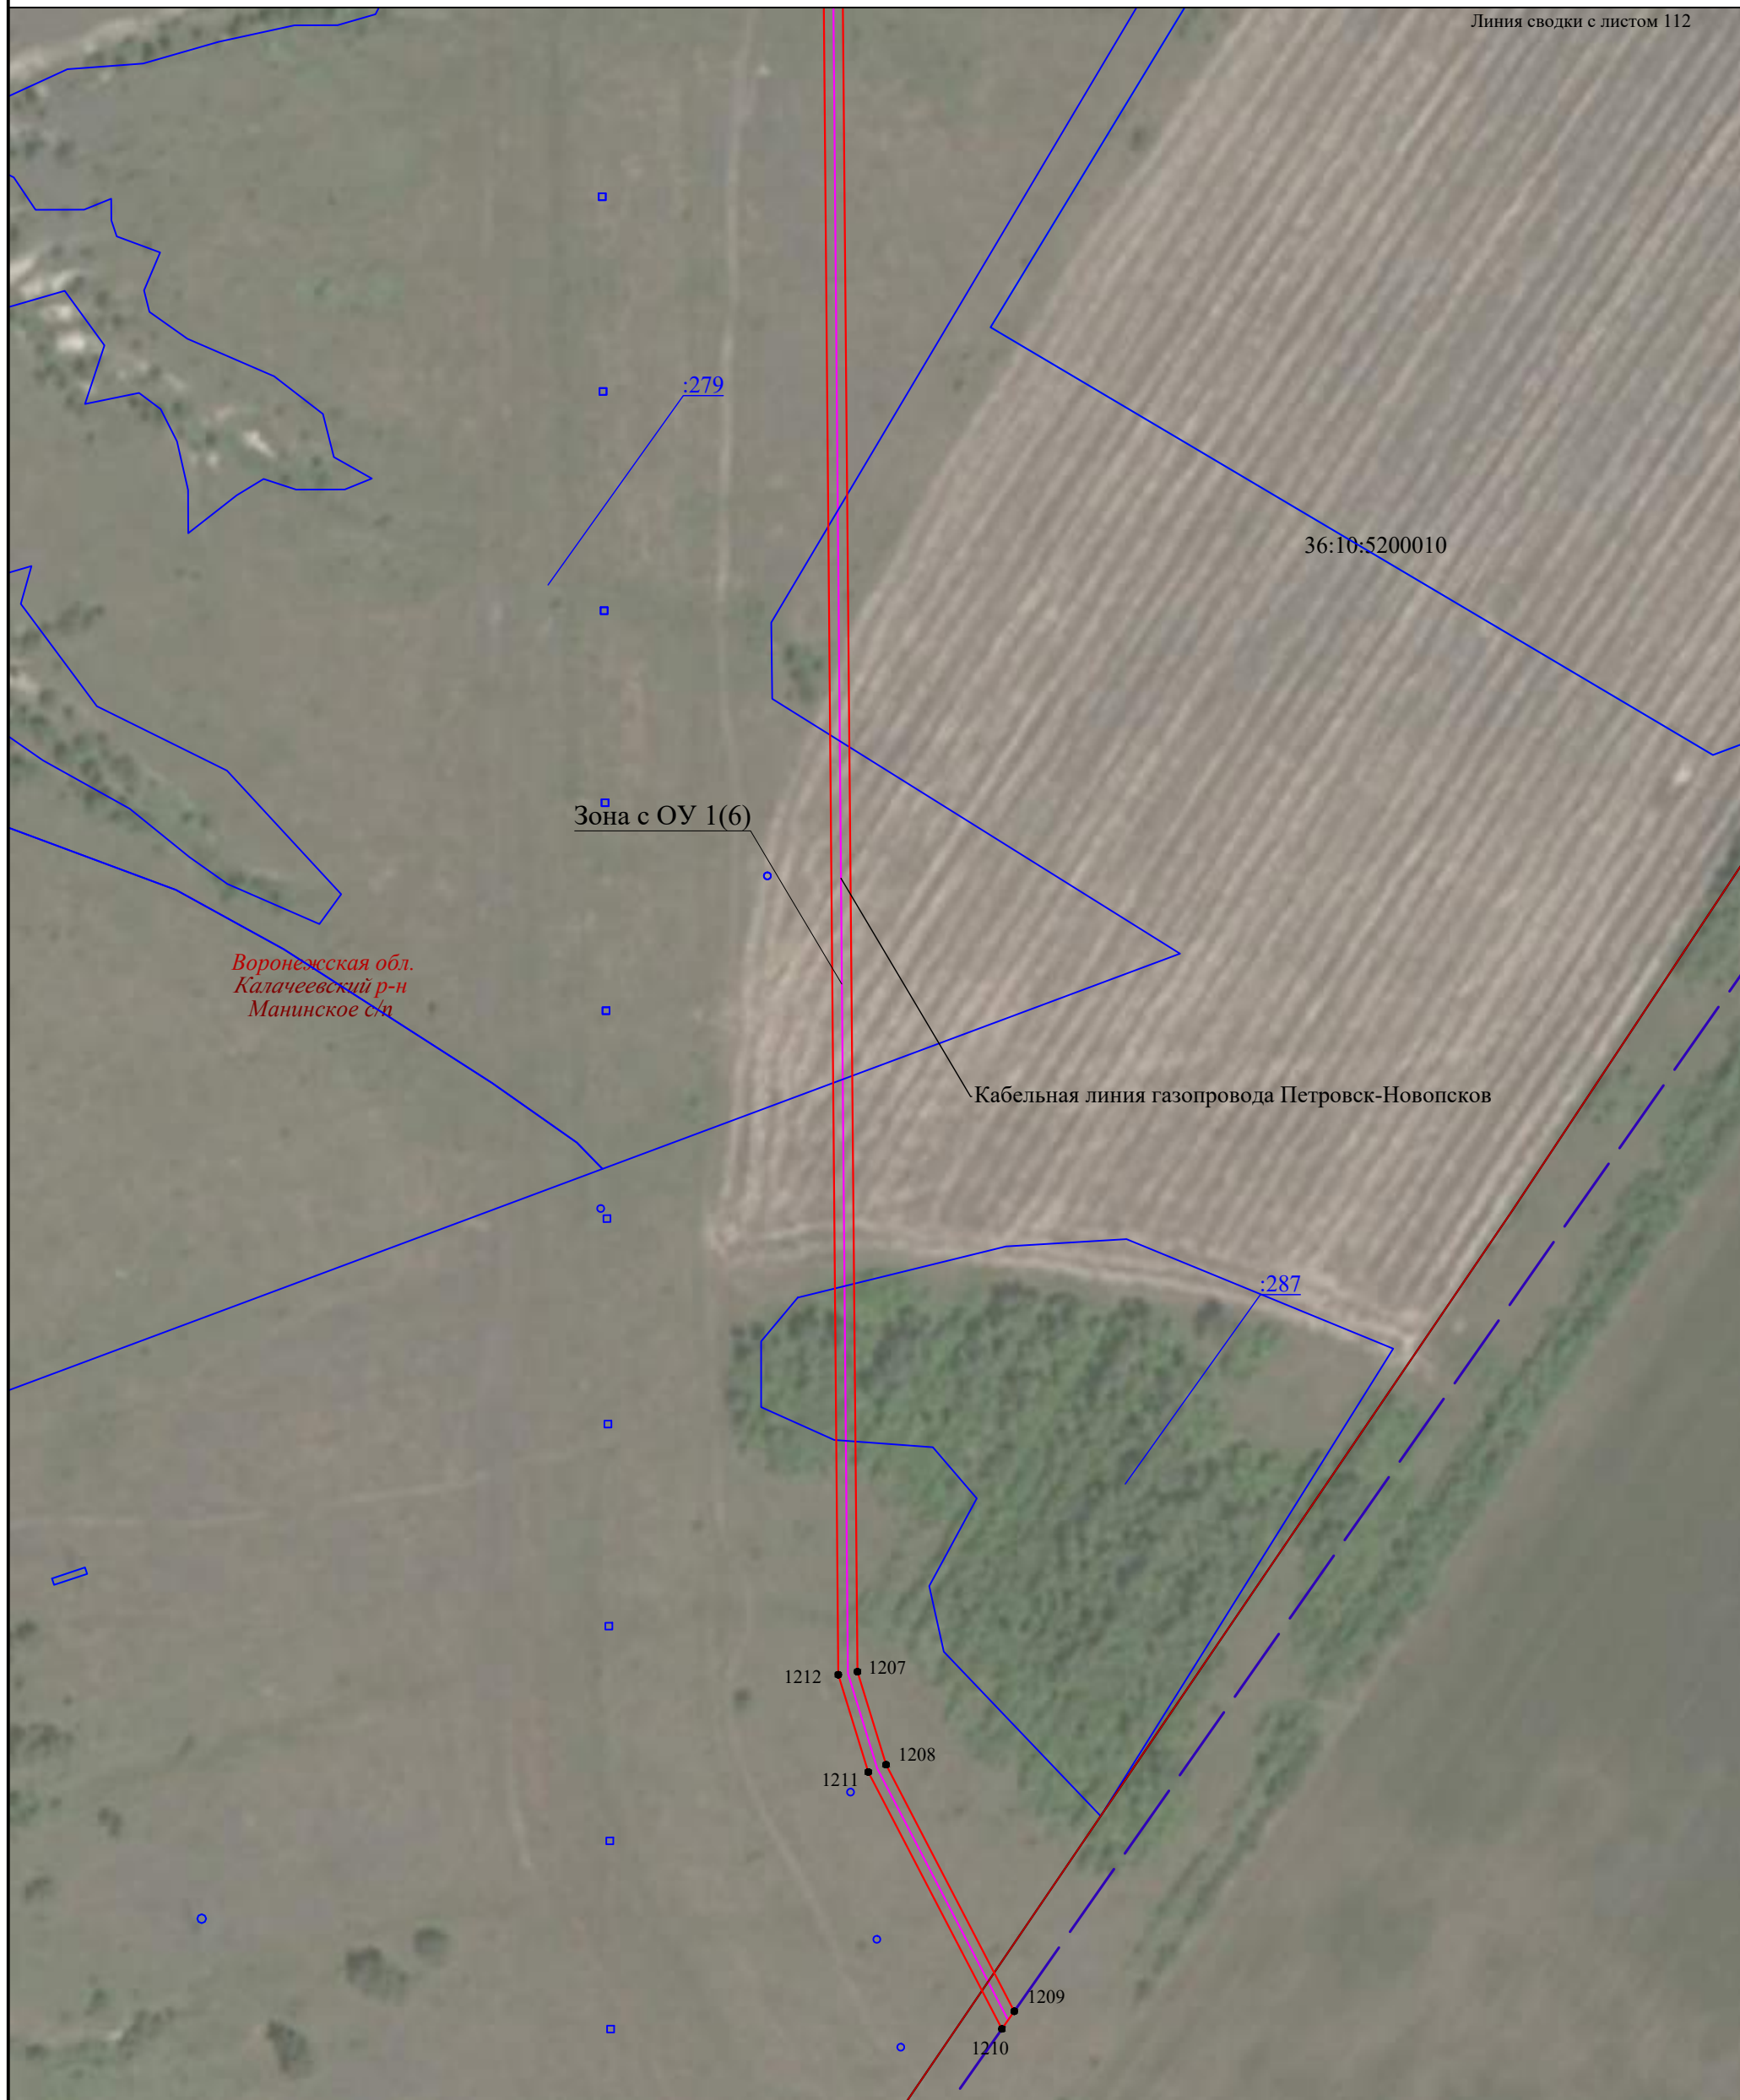 Линия сводки с листом 112
:279
36:10:5200010
Зона с ОУ 1(6)
Воронежская обл.
Калачеевский р-н
Манинское с/п
Кабельная линия газопровода Петровск-Новопсков
:287
1207
1212
1208
1211
1209
1210